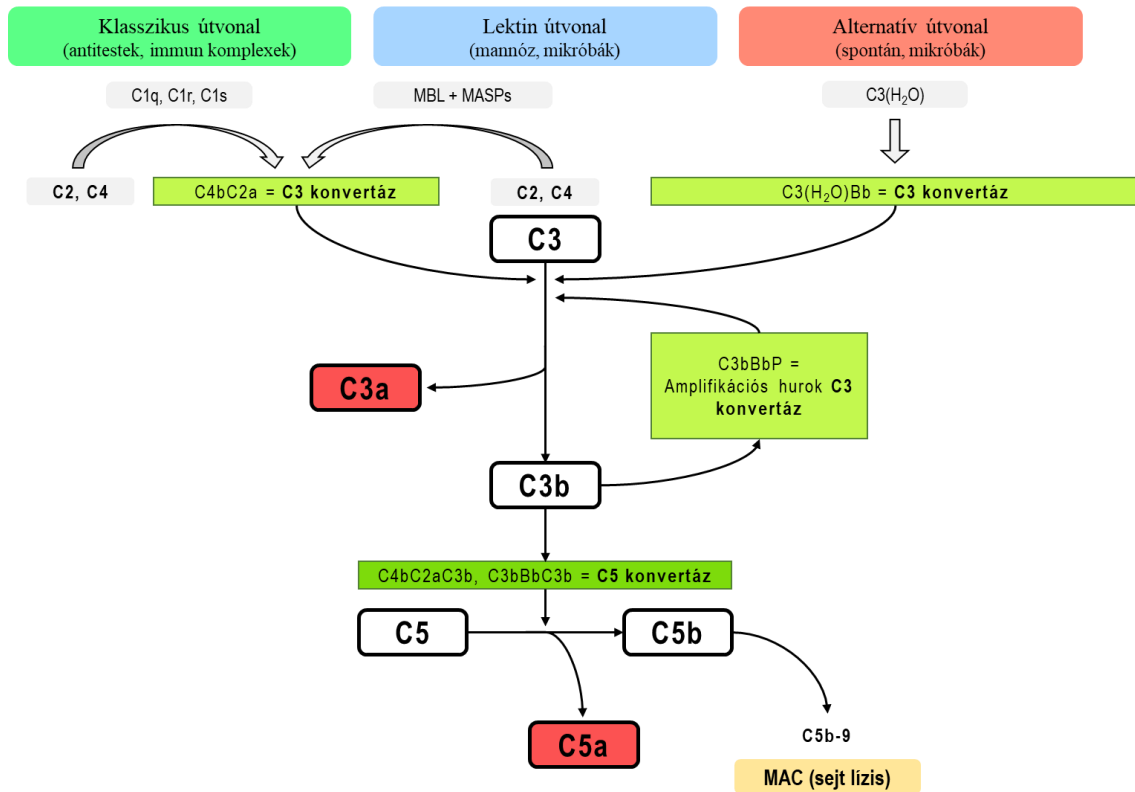 Klasszikus útvonal
(antitestek, immun komplexek)
Lektin útvonal
(mannóz, mikróbák)
Alternatív útvonal
(spontán, mikróbák)
C1q, C1r, C1s
MBL + MASPs
C3(H₂O)
C2, C4
C4bC2a = C3 konvertáz
C2, C4
C3(H₂O)Bb = C3 konvertáz
C3
C3bBbP =
Amplifikációs hurok C3
konvertáz
C3a
C3b
C4bC2aC3b, C3bBbC3b = C5 konvertáz
C5
C5b
C5a
C5b-9
MAC (sejt lízis)